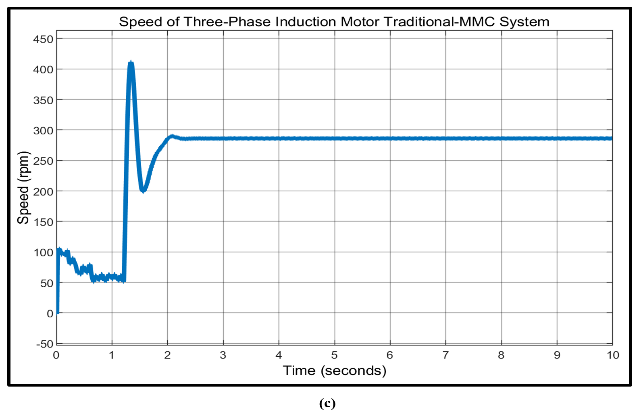 Speed of Three-Phase Induction Motor Traditional-MMC System
450
400
350
300
250
200
150
100
50
0
-50
Speed (rpm)
0 1 2 3 4 5 6 7 8 9 10
Time (seconds)
(c)